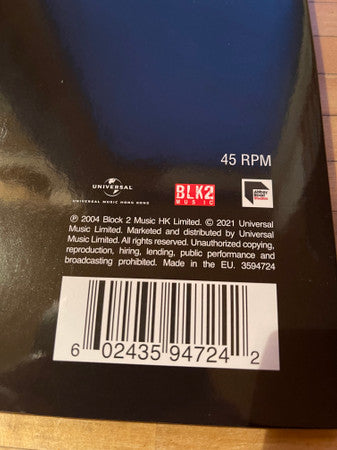 45 RPM
UNIVERSAL
UNIVERSAL MUSIC HONG KONG
BLK2
MUSIC
Abbey
Road
Studios
℗ 2004 Block 2 Music HK Limited. © 2021 Universal
Music Limited. Marketed and distributed by Universal
Music Limited. All rights reserved. Unauthorized copying,
reproduction, hiring, lending, public performance and
broadcasting prohibited. Made in the EU. 3594724
6 02435 94724 2